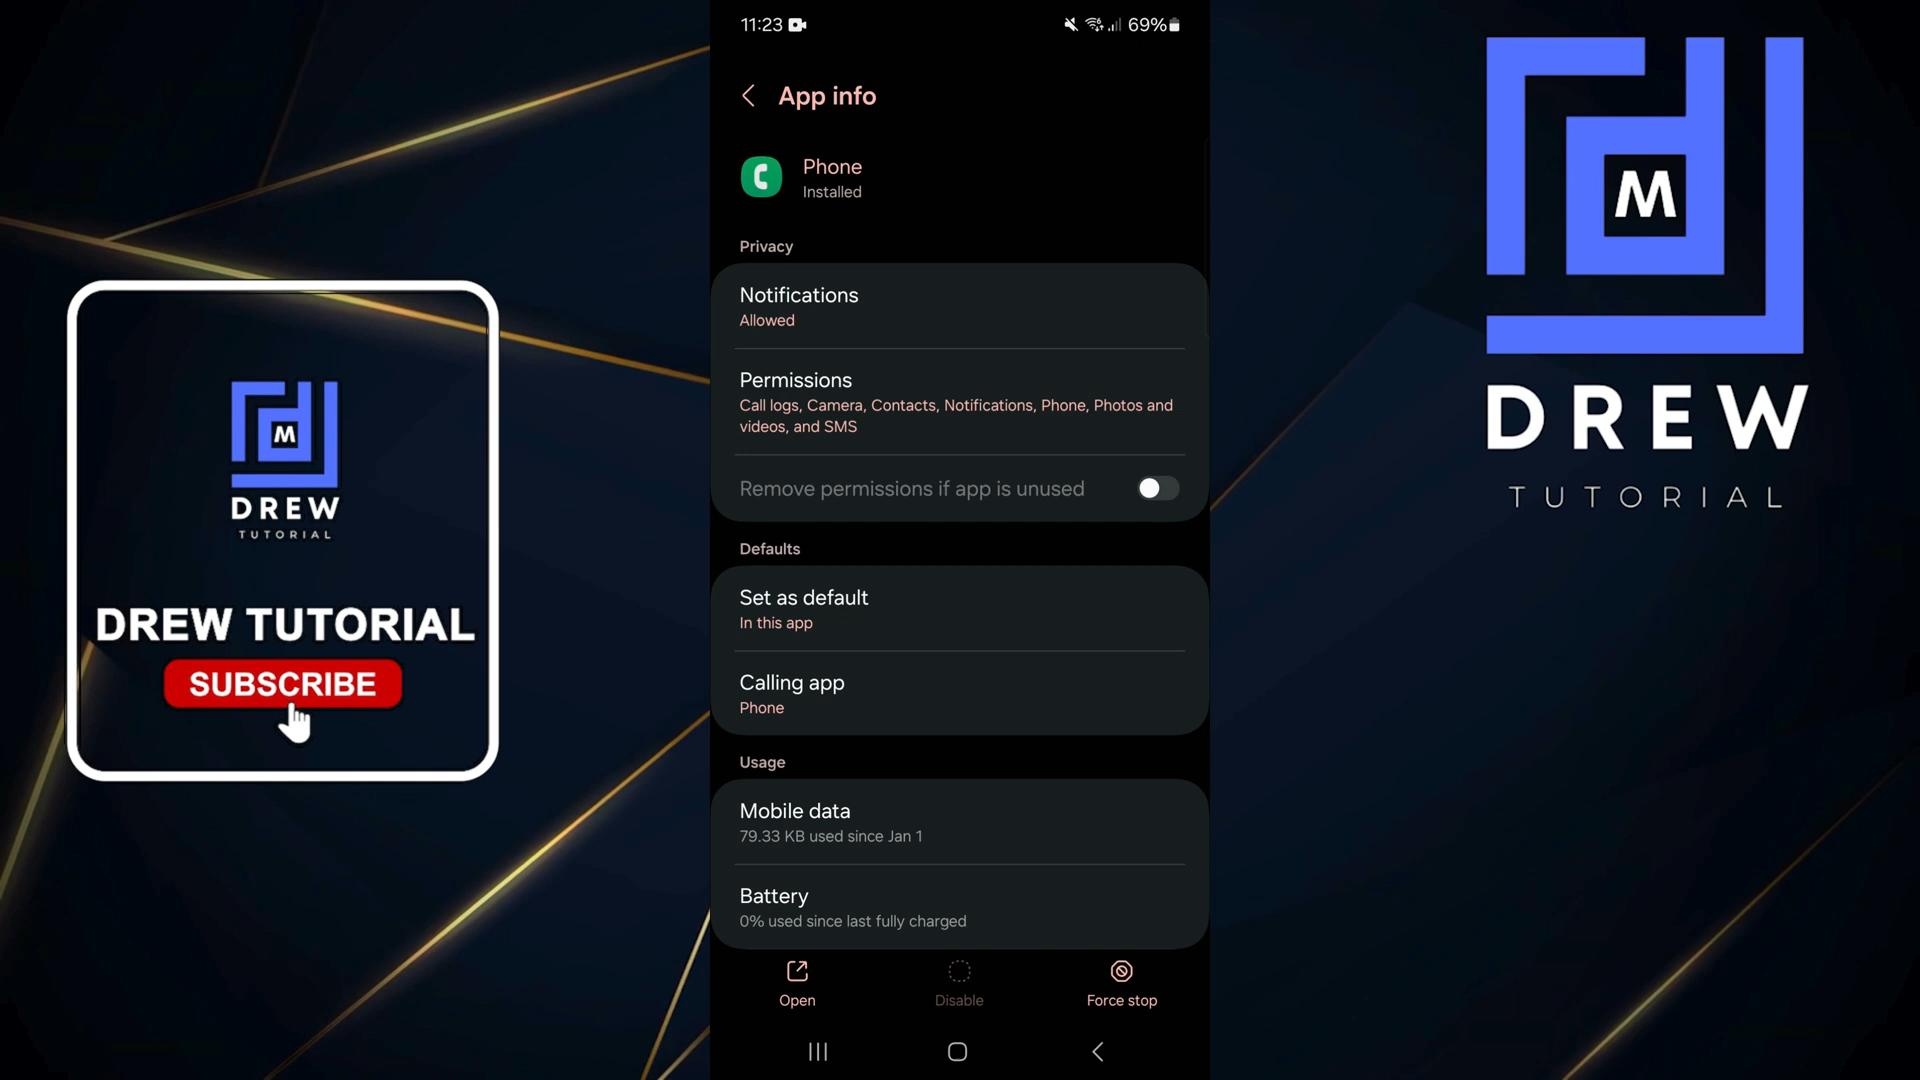 11:23
69%
App info
Phone
Installed
Privacy
Notifications
Allowed
Permissions
Call logs, Camera, Contacts, Notifications, Phone, Photos and
videos, and SMS
Remove permissions if app is unused
Defaults
Set as default
In this app
Calling app
Phone
Usage
Mobile data
79.33 KB used since Jan 1
Battery
0% used since last fully charged
Open
Disable
Force stop
M
DREW
TUTORIAL
DREW TUTORIAL
SUBSCRIBE
M
DREW
TUTORIAL